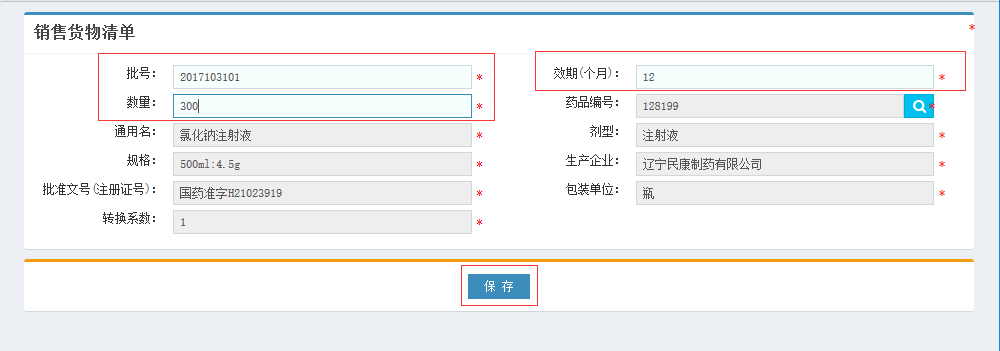 销售货物清单 *
批号： 2017103101 * 效期(个月)： 12 *
数量： 300 * 药品编号： 128199 *
通用名： 氯化钠注射液 * 剂型： 注射液 *
规格： 500ml:4.5g * 生产企业： 辽宁民康制药有限公司 *
批准文号(注册证号)： 国药准字H21023919 * 包装单位： 瓶 *
转换系数： 1 *
保 存